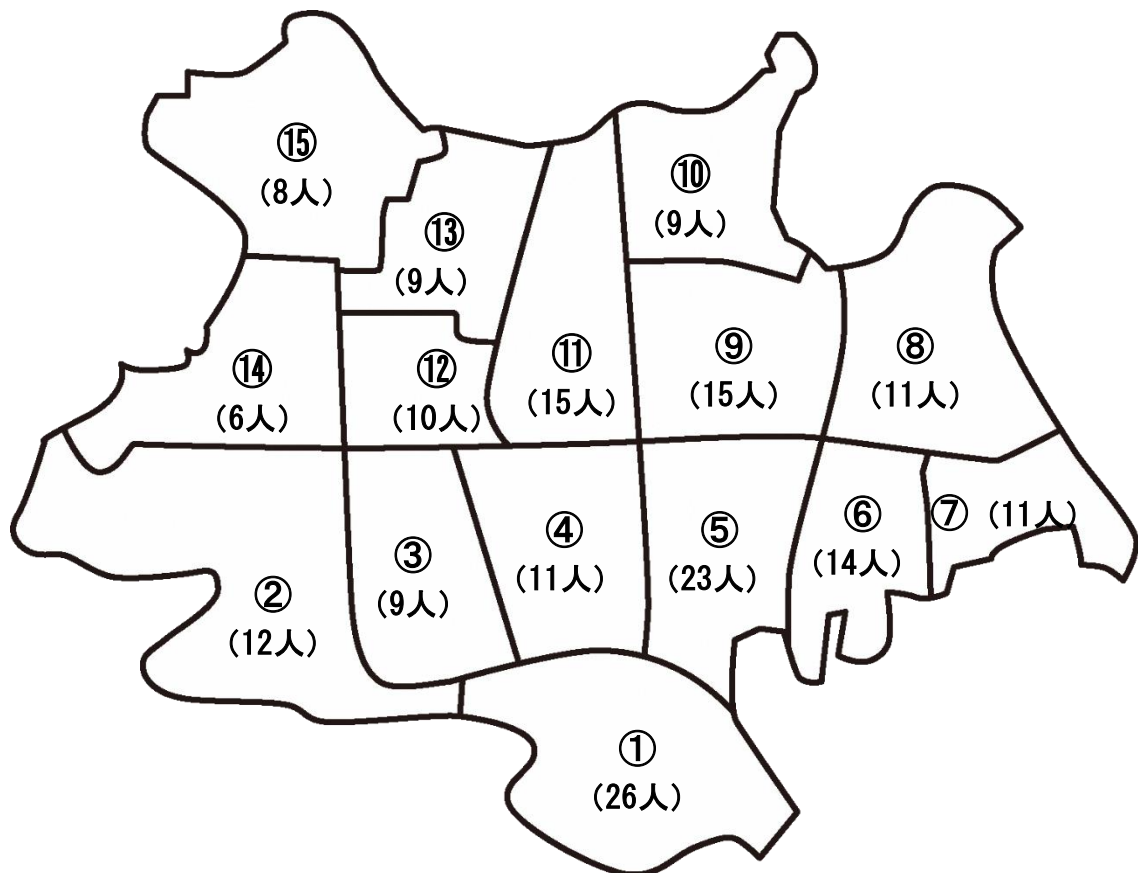 ⑮
(8人)
⑩
(9人)
⑬
(9人)
⑭
(6人)
⑫
(10人)
⑪
(15人)
⑨
(15人)
⑧
(11人)
②
(12人)
③
(9人)
④
(11人)
⑤
(23人)
⑥
(14人)
⑦ (11人)
①
(26人)